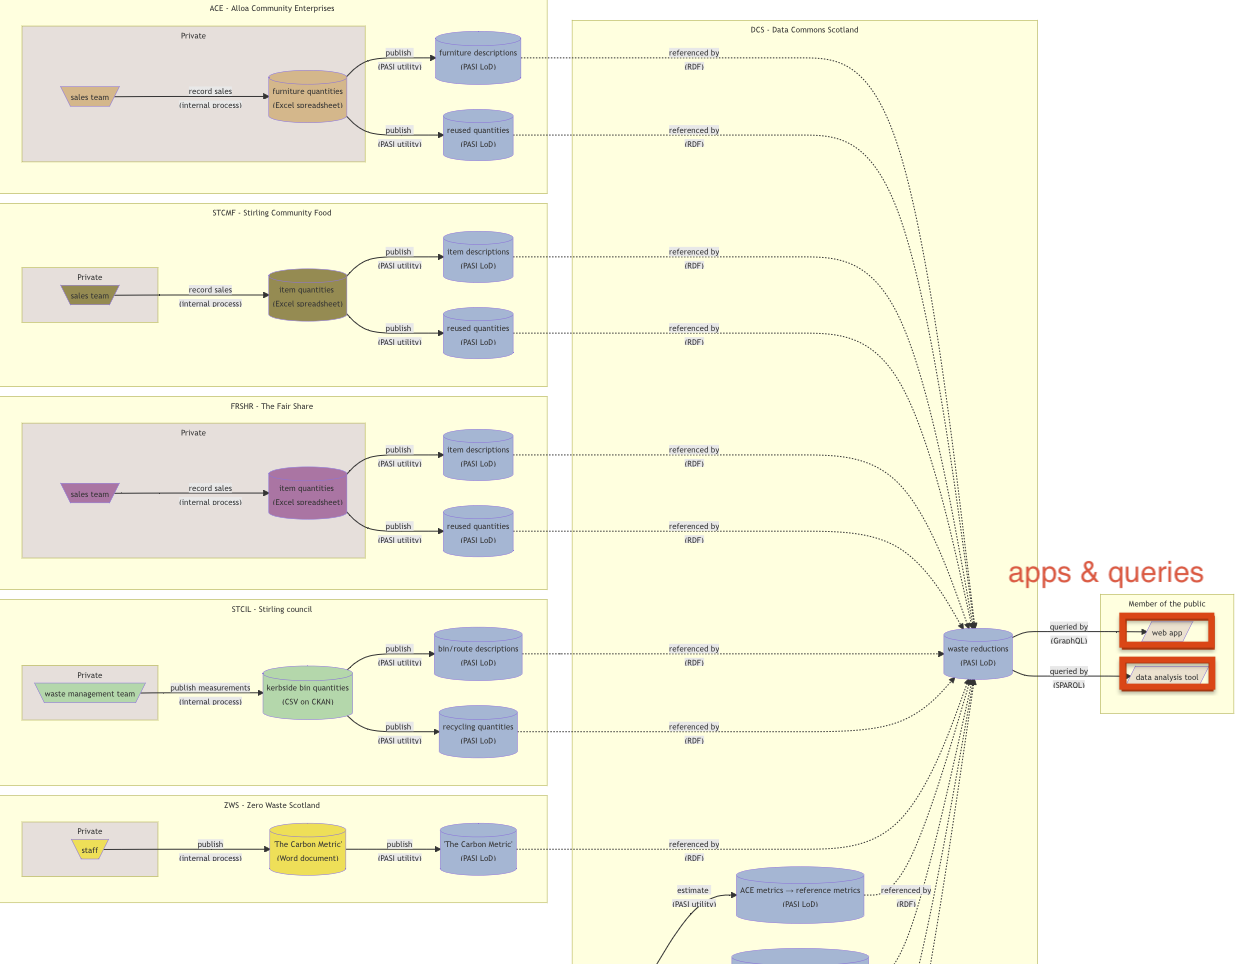 ACE - Alloa Community Enterprises
Private
sales team
record sales
(internal process)
furniture quantities
(Excel spreadsheet)
publish
(PASI utility)
furniture descriptions
(PASI LoD)
publish
(PASI utility)
reused quantities
(PASI LoD)
STCMF - Stirling Community Food
Private
sales team
record sales
(internal process)
item quantities
(Excel spreadsheet)
publish
(PASI utility)
item descriptions
(PASI LoD)
publish
(PASI utility)
reused quantities
(PASI LoD)
FRSHR - The Fair Share
Private
sales team
record sales
(internal process)
item quantities
(Excel spreadsheet)
publish
(PASI utility)
item descriptions
(PASI LoD)
publish
(PASI utility)
reused quantities
(PASI LoD)
STCIL - Stirling council
Private
waste management team
publish measurements
(internal process)
kerbside bin quantities
(CSV on CKAN)
publish
(PASI utility)
bin/route descriptions
(PASI LoD)
publish
(PASI utility)
recycling quantities
(PASI LoD)
ZWS - Zero Waste Scotland
Private
staff
publish
(internal process)
'The Carbon Metric'
(Word document)
publish
(PASI utility)
'The Carbon Metric'
(PASI LoD)
DCS - Data Commons Scotland
referenced by
(RDF)
referenced by
(RDF)
referenced by
(RDF)
referenced by
(RDF)
referenced by
(RDF)
referenced by
(RDF)
referenced by
(RDF)
referenced by
(RDF)
referenced by
(RDF)
estimate
(PASI utility)
ACE metrics → reference metrics
(PASI LoD)
referenced by
(RDF)
waste reductions
(PASI LoD)
apps & queries
Member of the public
queried by
(GraphQL)
web app
queried by
(SPARQL)
data analysis tool